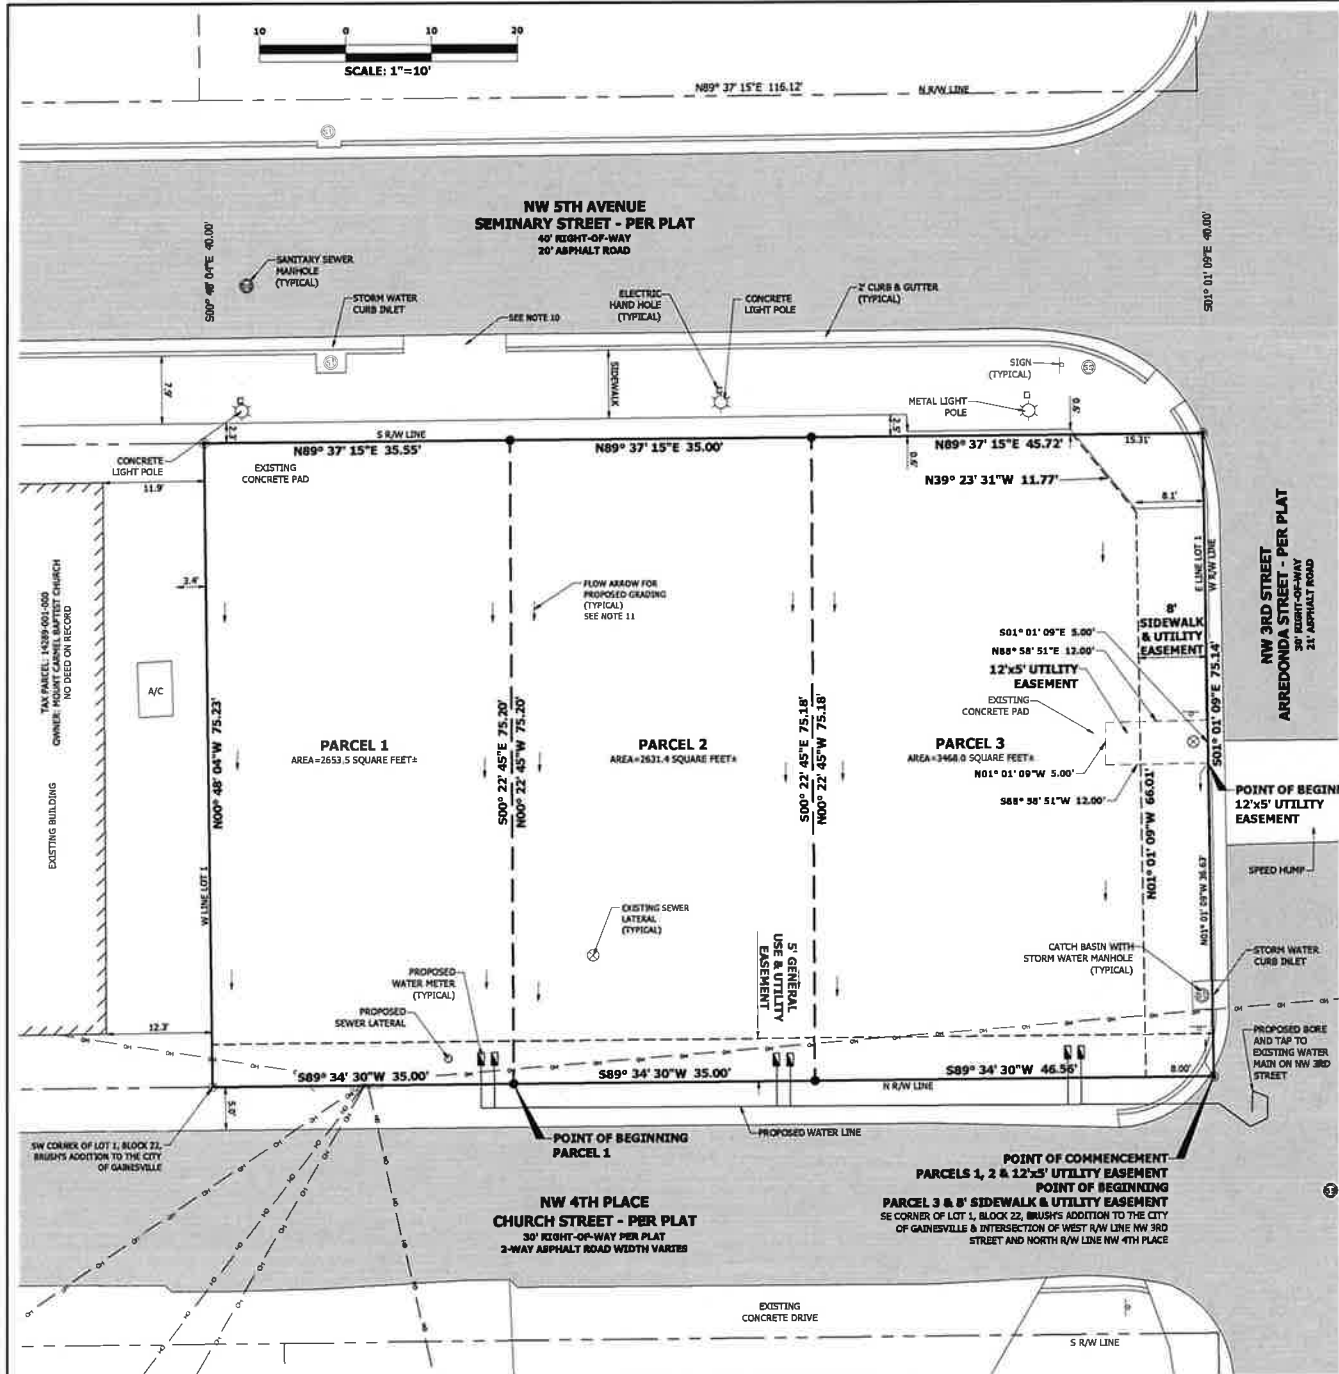 10 0 10 20
SCALE: 1"=10'
N89° 37' 15"E 116.12'
N R/W LINE
NW 5TH AVENUE
SEMINARY STREET - PER PLAT
40' RIGHT-OF-WAY
20' ASPHALT ROAD
S00° 48' 04"E 40.00'
S01° 01' 09"E 40.00'
SANITARY SEWER
MANHOLE
(TYPICAL)
STORM WATER
CURB INLET
SEE NOTE 10
ELECTRIC
HAND HOLE
(TYPICAL)
CONCRETE
LIGHT POLE
2' CURB & GUTTER
(TYPICAL)
SIGN
(TYPICAL)
METAL LIGHT
POLE
7.9'
SIDEWALK
2.3'
2.5'
0.6'
0.5'
S R/W LINE
N89° 37' 15"E 35.55'
N89° 37' 15"E 35.00'
N89° 37' 15"E 45.72'
15.31'
CONCRETE
LIGHT POLE
EXISTING
CONCRETE PAD
11.9'
N39° 23' 31"W 11.77'
8.1'
E LINE LOT 1
W R/W LINE
NW 3RD STREET
ARREDONDA STREET - PER PLAT
30' RIGHT-OF-WAY
21' ASPHALT ROAD
TAX PARCEL: 14289-001-000
OWNER: MOUNT CARMEL BAPTIST CHURCH
NO DEED ON RECORD
EXISTING BUILDING
3.4'
FLOW ARROW FOR
PROPOSED GRADING
(TYPICAL)
SEE NOTE 11
8'
SIDEWALK
& UTILITY
EASEMENT
S01° 01' 09"E 5.00'
N88° 58' 51"E 12.00'
12'x5' UTILITY
EASEMENT
EXISTING
CONCRETE PAD
A/C
N00° 48' 04"W 75.23'
S00° 22' 45"E 75.20'
N00° 22' 45"W 75.20'
S00° 22' 45"E 75.18'
N00° 22' 45"W 75.18'
S01° 01' 09"E 75.14'
PARCEL 1
AREA=2653.5 SQUARE FEET±
PARCEL 2
AREA=2631.4 SQUARE FEET±
PARCEL 3
AREA=3468.0 SQUARE FEET±
N01° 01' 09"W 5.00'
S88° 58' 51"W 12.00'
N01° 01' 09"W 66.01'
POINT OF BEGINN
12'x5' UTILITY
EASEMENT
SPEED HUMP
N01° 01' 09"W 36.63'
W LINE LOT 1
EXISTING SEWER
LATERAL
(TYPICAL)
5' GENERAL
USE & UTILITY
EASEMENT
CATCH BASIN WITH
STORM WATER MANHOLE
(TYPICAL)
STORM WATER
CURB INLET
PROPOSED
WATER METER
(TYPICAL)
PROPOSED
SEWER LATERAL
PROPOSED BORE
AND TAP TO
EXISTING WATER
MAIN ON NW 3RD
STREET
12.3'
S89° 34' 30"W 35.00'
S89° 34' 30"W 35.00'
S89° 34' 30"W 46.56'
8.00'
N R/W LINE
5.0'
SW CORNER OF LOT 1, BLOCK 22,
BRUSH'S ADDITION TO THE CITY
OF GAINESVILLE
POINT OF BEGINNING
PARCEL 1
PROPOSED WATER LINE
POINT OF COMMENCEMENT
PARCELS 1, 2 & 12'x5' UTILITY EASEMENT
POINT OF BEGINNING
PARCEL 3 & 8' SIDEWALK & UTILITY EASEMENT
SE CORNER OF LOT 1, BLOCK 22, BRUSH'S ADDITION TO THE CITY
OF GAINESVILLE & INTERSECTION OF WEST R/W LINE NW 3RD
STREET AND NORTH R/W LINE NW 4TH PLACE
NW 4TH PLACE
CHURCH STREET - PER PLAT
30' RIGHT-OF-WAY PER PLAT
2-WAY ASPHALT ROAD WIDTH VARIES
EXISTING
CONCRETE DRIVE
S R/W LINE